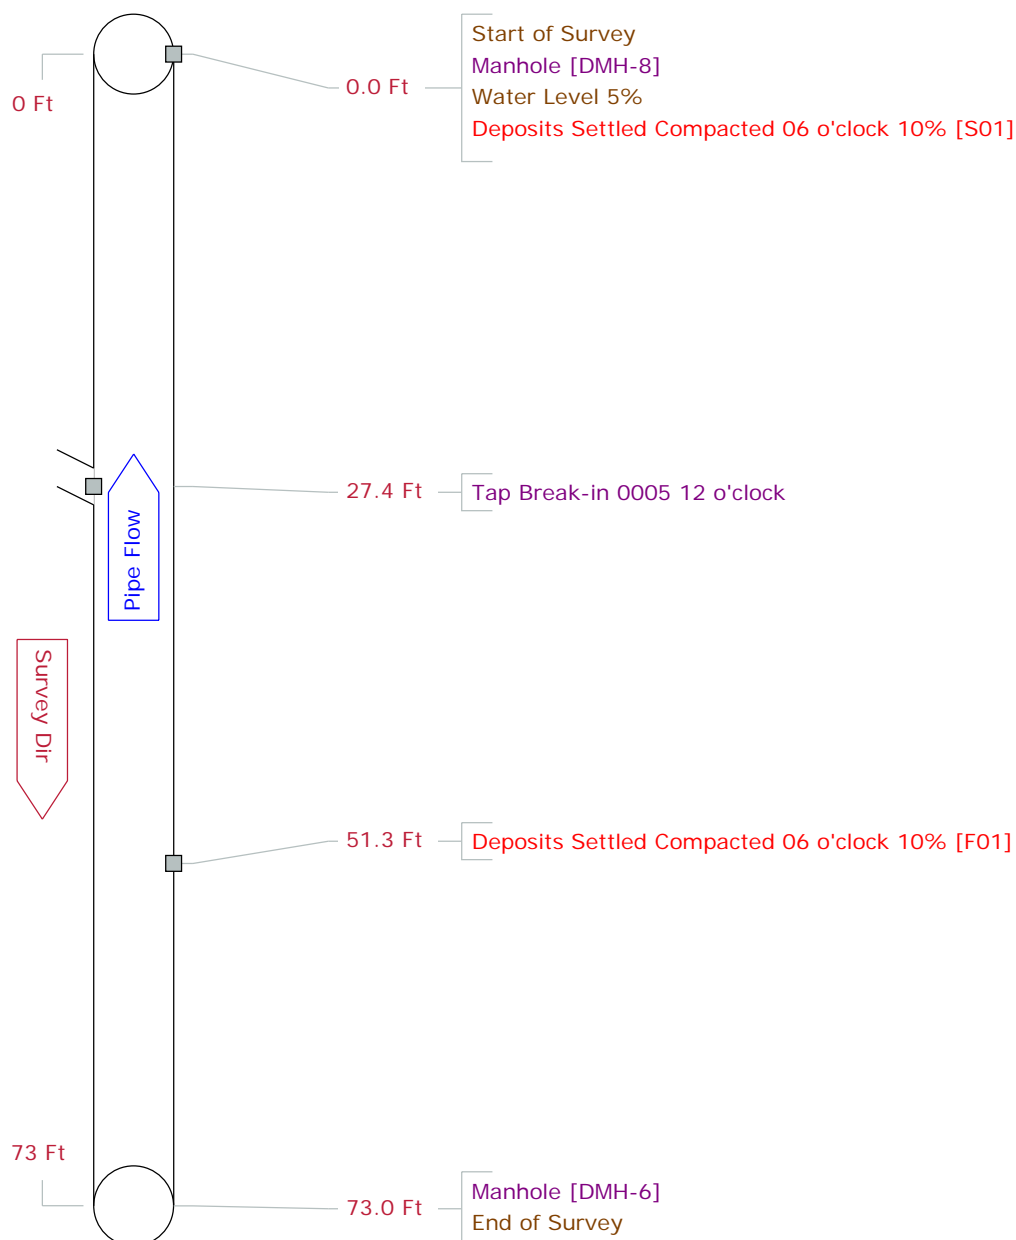 Start of Survey
Manhole [DMH-8]
0.0 Ft
Water Level 5%
0 Ft
Deposits Settled Compacted 06 o'clock 10% [S01]
27.4 Ft
Tap Break-in 0005 12 o'clock
Pipe Flow
Survey Dir
51.3 Ft
Deposits Settled Compacted 06 o'clock 10% [F01]
73 Ft
Manhole [DMH-6]
73.0 Ft
End of Survey